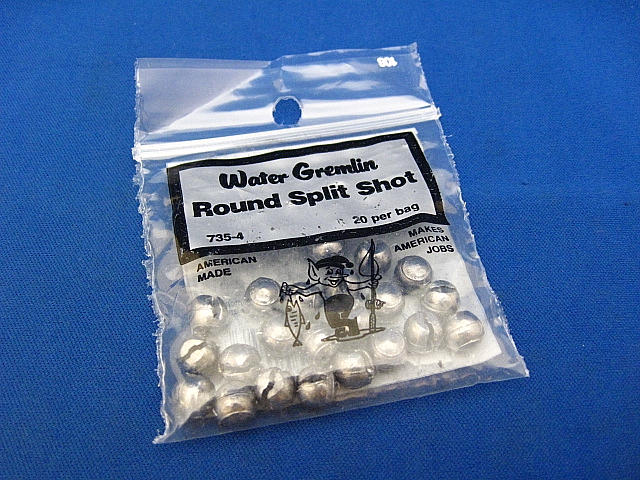 Water Gremlin
Round Split Shot
735-4
20 per bag
AMERICAN
MADE
MAKES
AMERICAN
JOBS